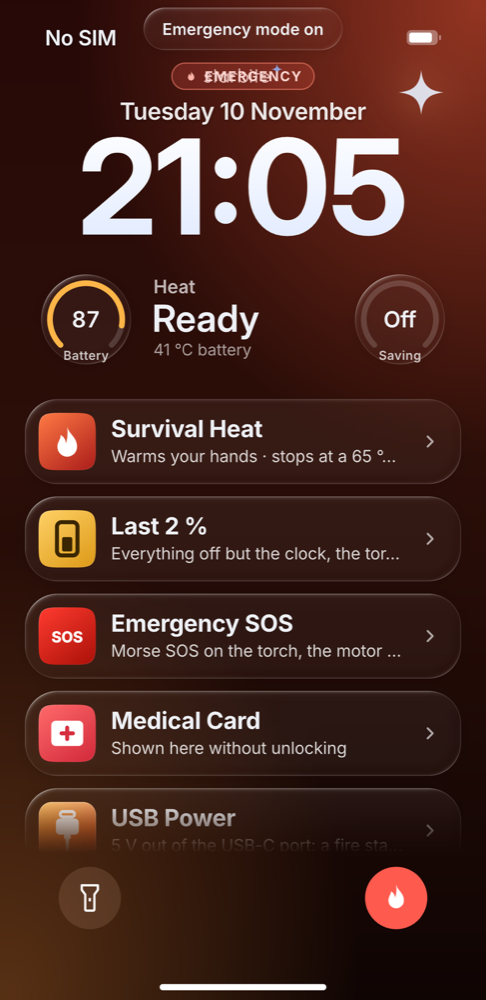 No SIM
Emergency mode on
EMERGENCY
Tuesday 10 November
21:05
87
Battery
Heat
Ready
41 °C battery
Off
Saving
Survival Heat
Warms your hands · stops at a 65 °...
Last 2 %
Everything off but the clock, the tor...
SOS
Emergency SOS
Morse SOS on the torch, the motor ...
Medical Card
Shown here without unlocking
USB Power
5 V out of the USB-C port: a fire sta...